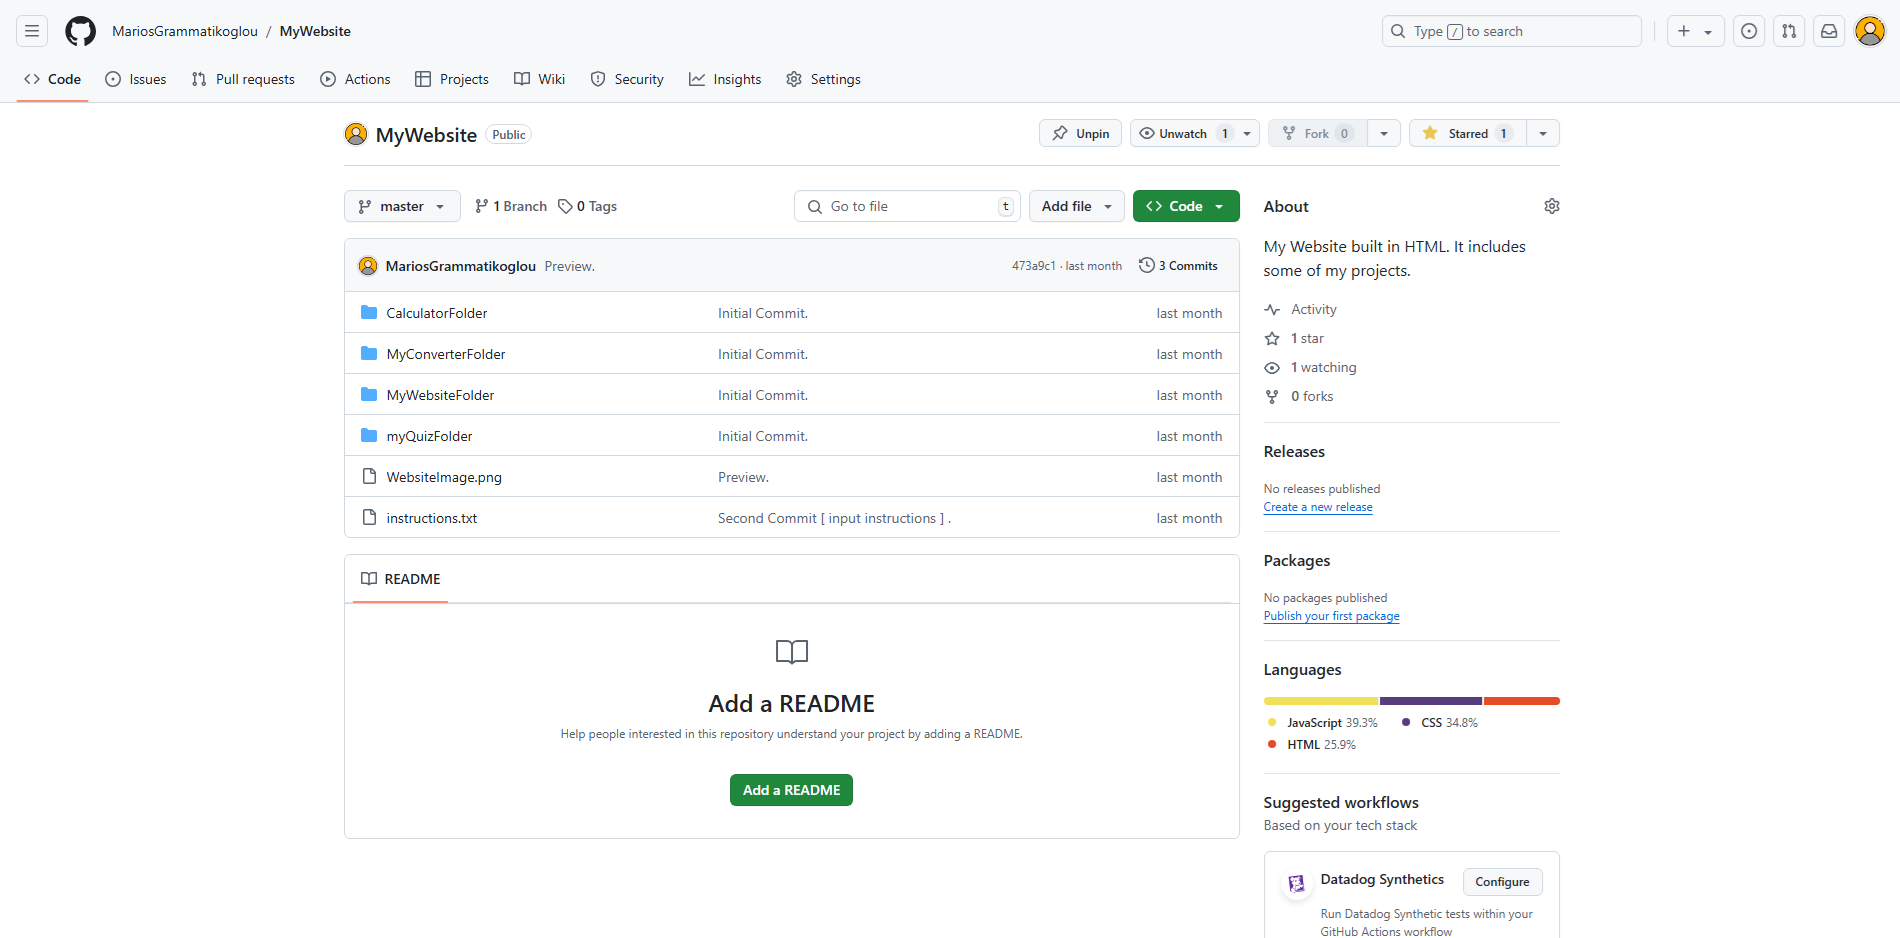 MariosGrammatikoglou / MyWebsite
Type / to search
Code Issues Pull requests Actions Projects Wiki Security Insights Settings
MyWebsite Public
Unpin Unwatch 1 Fork 0 Starred 1
master 1 Branch 0 Tags
Go to file t Add file Code
MariosGrammatikoglou Preview. 473a9c1 · last month 3 Commits
CalculatorFolder Initial Commit. last month
MyConverterFolder Initial Commit. last month
MyWebsiteFolder Initial Commit. last month
myQuizFolder Initial Commit. last month
WebsiteImage.png Preview. last month
instructions.txt Second Commit [ input instructions ] . last month
README
Add a README
Help people interested in this repository understand your project by adding a README.
Add a README
About
My Website built in HTML. It includes
some of my projects.
Activity
1 star
1 watching
0 forks
Releases
No releases published
Create a new release
Packages
No packages published
Publish your first package
Languages
JavaScript 39.3% CSS 34.8%
HTML 25.9%
Suggested workflows
Based on your tech stack
Datadog Synthetics Configure
Run Datadog Synthetic tests within your
GitHub Actions workflow